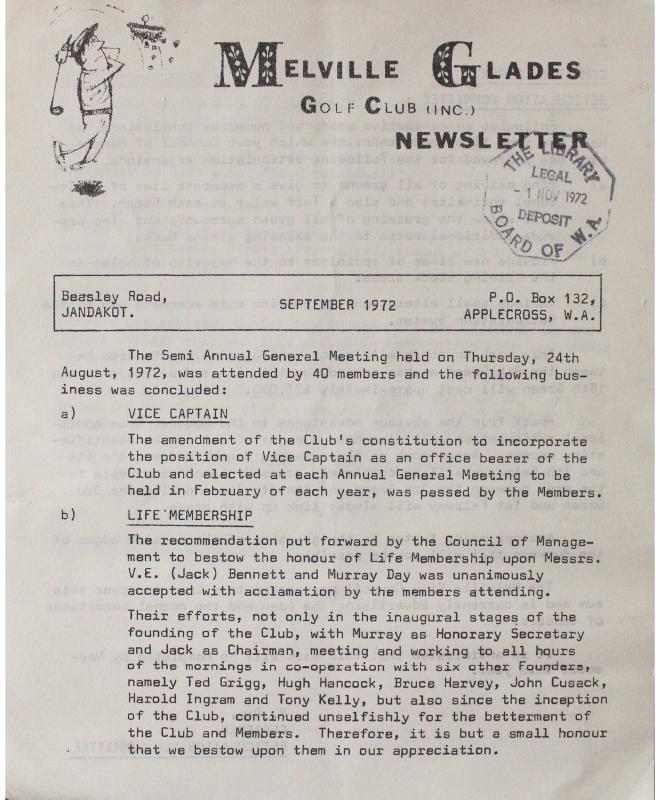 MELVILLE GLADES
GOLF CLUB (INC.)
NEWSLETTER
THE LIBRARY
LEGAL
- 1 NOV 1972
DEPOSIT
BOARD OF W.A.
Beasley Road,
JANDAKOT.
SEPTEMBER 1972
P.O. Box 132,
APPLECROSS, W.A.
The Semi Annual General Meeting held on Thursday, 24th
August, 1972, was attended by 40 members and the following bus-
iness was concluded:
a) VICE CAPTAIN
The amendment of the Club's constitution to incorporate
the position of Vice Captain as an office bearer of the
Club and elected at each Annual General Meeting to be
held in February of each year, was passed by the Members.
b) LIFE MEMBERSHIP
The recommendation put forward by the Council of Manage-
ment to bestow the honour of Life Membership upon Messrs.
V.E. (Jack) Bennett and Murray Day was unanimously
accepted with acclamation by the members attending.
Their efforts, not only in the inaugural stages of the
founding of the Club, with Murray as Honorary Secretary
and Jack as Chairman, meeting and working to all hours
of the mornings in co-operation with six other Founders,
namely Ted Grigg, Hugh Hancock, Bruce Harvey, John Cusack,
Harold Ingram and Tony Kelly, but also since the inception
of the Club, continued unselfishly for the betterment of
the Club and Members. Therefore, it is but a small honour
that we bestow upon them in our appreciation.